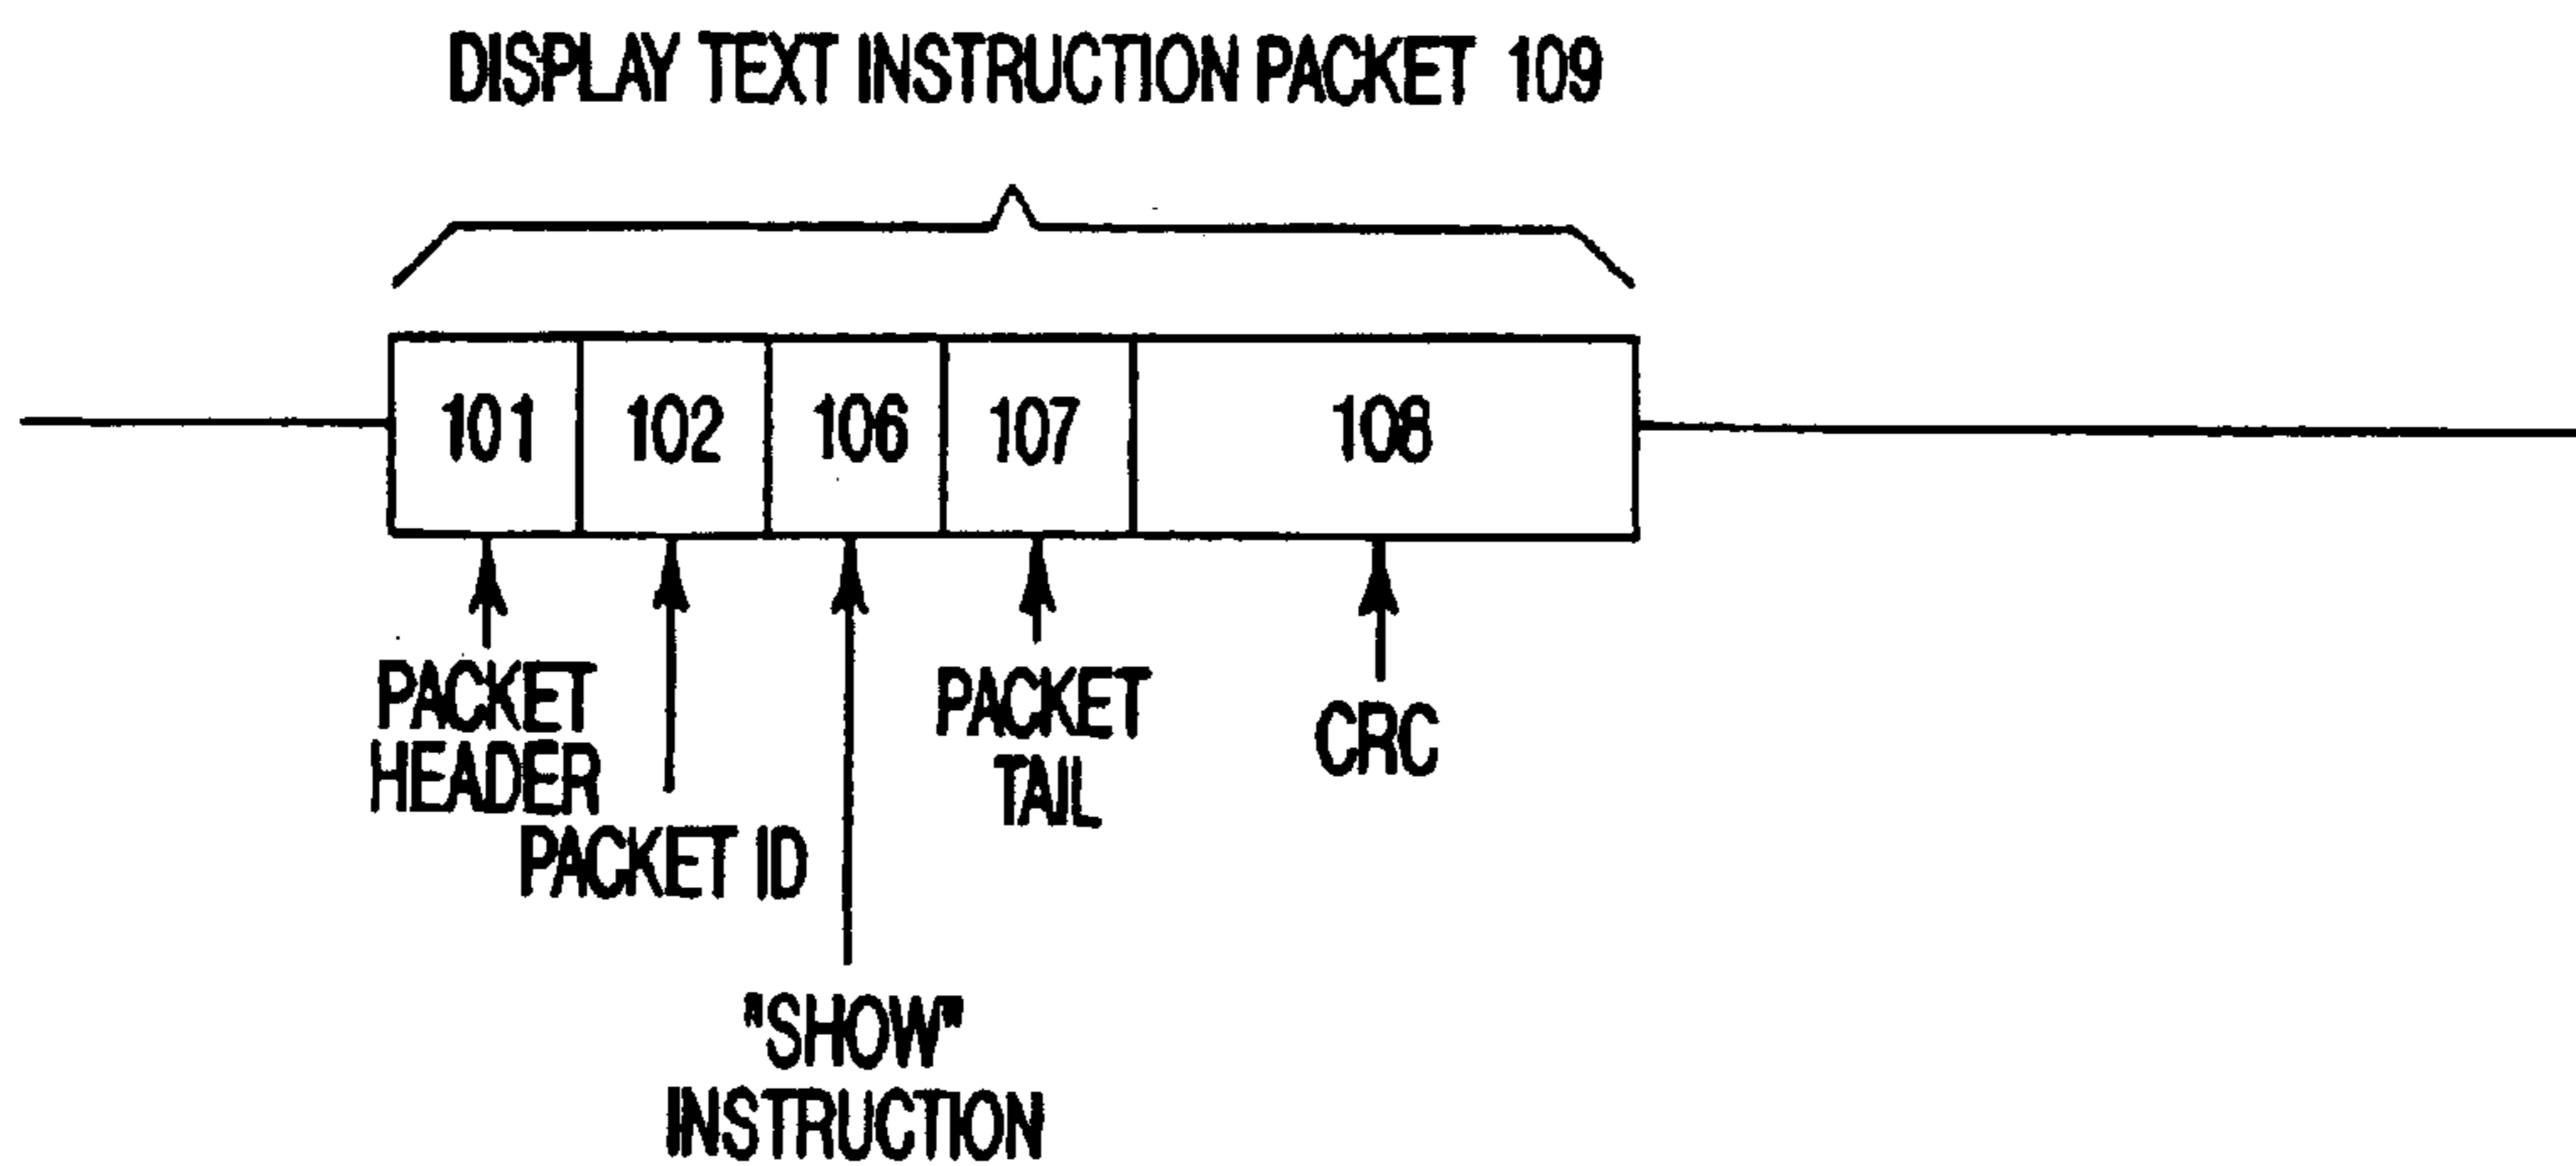 DISPLAY TEXT INSTRUCTION PACKET 109
101 102 106 107 108
PACKET
HEADER
PACKET ID
"SHOW"
INSTRUCTION
PACKET
TAIL
CRC